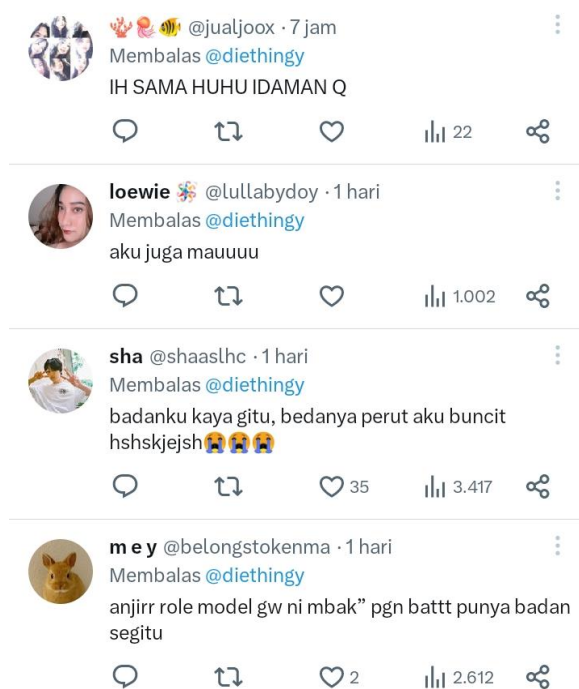 @jualjoox · 7 jam
Membalas @diethingy
IH SAMA HUHU IDAMAN Q
22
loewie @lullabydoy · 1 hari
Membalas @diethingy
aku juga mauuuu
1.002
sha @shaaslhc · 1 hari
Membalas @diethingy
badanku kaya gitu, bedanya perut aku buncit
hshskjejsh😭😭😭
35 3.417
m e y @belongstokenma · 1 hari
Membalas @diethingy
anjirr role model gw ni mbak” pgn battt punya badan
segitu
2 2.612